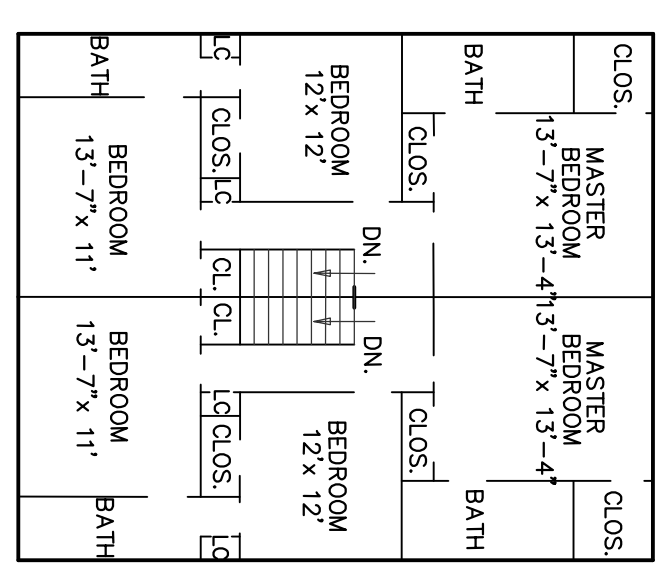 BATH
LC
BEDROOM
12' x 12'
BATH
CLOS.
CLOS.
LC
CLOS.
BEDROOM
13'-7" x 11'
MASTER
BEDROOM
13'-7" x 13'-4"
DN.
CL.
CL.
DN.
BEDROOM
13'-7" x 11'
MASTER
BEDROOM
13'-7" x 13'-4"
LC
CLOS.
BEDROOM
12' x 12'
CLOS.
BATH
LC
BATH
CLOS.